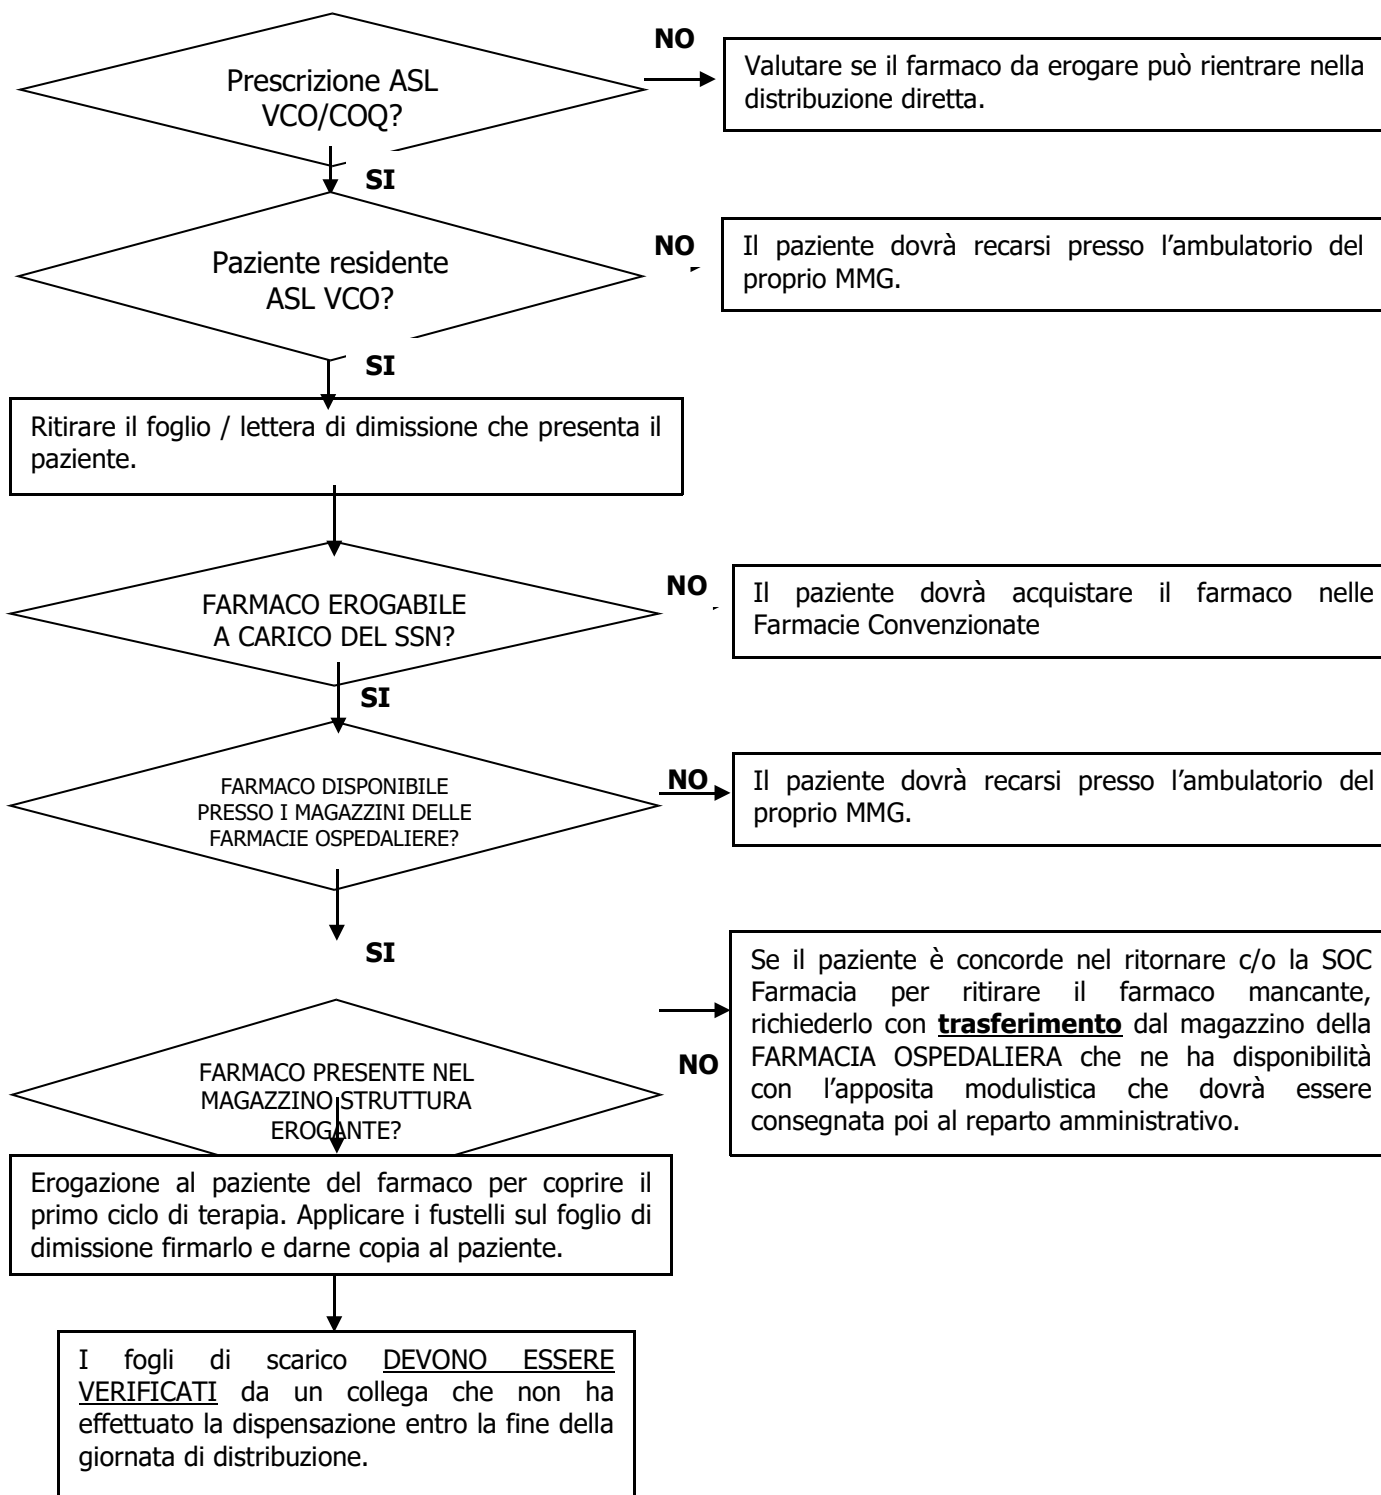 Prescrizione ASL
VCO/COQ?
NO
Valutare se il farmaco da erogare può rientrare nella
distribuzione diretta.
SI
Paziente residente
ASL VCO?
NO
Il paziente dovrà recarsi presso l’ambulatorio del
proprio MMG.
SI
Ritirare il foglio / lettera di dimissione che presenta il
paziente.
FARMACO EROGABILE
A CARICO DEL SSN?
NO
Il paziente dovrà acquistare il farmaco nelle
Farmacie Convenzionate
SI
FARMACO DISPONIBILE
PRESSO I MAGAZZINI DELLE
FARMACIE OSPEDALIERE?
NO
Il paziente dovrà recarsi presso l’ambulatorio del
proprio MMG.
SI
FARMACO PRESENTE NEL
MAGAZZINO STRUTTURA
EROGANTE?
NO
Se il paziente è concorde nel ritornare c/o la SOC
Farmacia per ritirare il farmaco mancante,
richiederlo con trasferimento dal magazzino della
FARMACIA OSPEDALIERA che ne ha disponibilità
con l’apposita modulistica che dovrà essere
consegnata poi al reparto amministrativo.
Erogazione al paziente del farmaco per coprire il
primo ciclo di terapia. Applicare i fustelli sul foglio di
dimissione firmarlo e darne copia al paziente.
I fogli di scarico DEVONO ESSERE
VERIFICATI da un collega che non ha
effettuato la dispensazione entro la fine della
giornata di distribuzione.